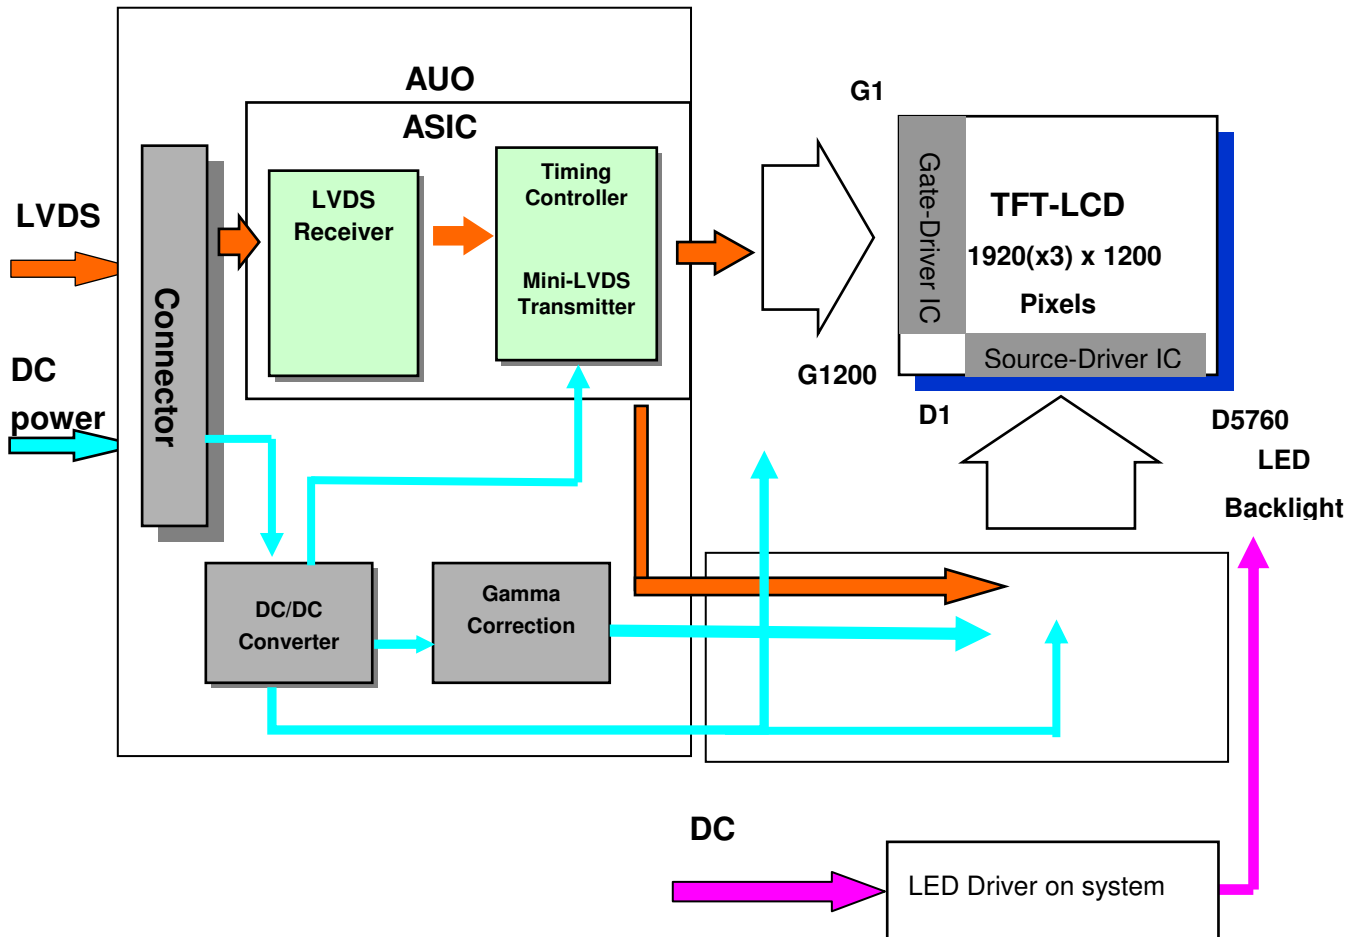 AUO
ASIC
G1
LVDS
DC
power
Connector
LVDS
Receiver
Timing
Controller
Mini-LVDS
Transmitter
Gate-Driver IC
TFT-LCD
1920(x3) x 1200
Pixels
Source-Driver IC
G1200
D1
D5760
LED
Backlight
DC/DC
Converter
Gamma
Correction
DC
LED Driver on system